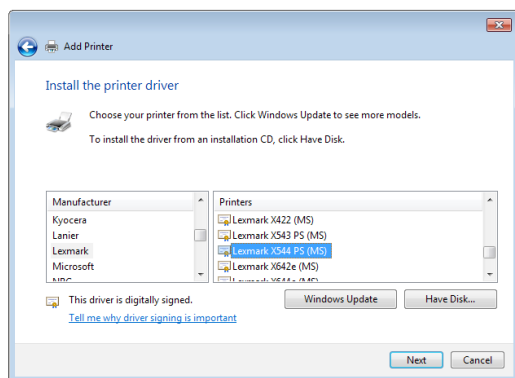 Add Printer
Install the printer driver
Choose your printer from the list. Click Windows Update to see more models.
To install the driver from an installation CD, click Have Disk.
Manufacturer
Kyocera
Lanier
Lexmark
Microsoft
Printers
Lexmark X422 (MS)
Lexmark X543 PS (MS)
Lexmark X544 PS (MS)
Lexmark X642e (MS)
This driver is digitally signed.
Tell me why driver signing is important
Windows Update
Have Disk...
Next
Cancel